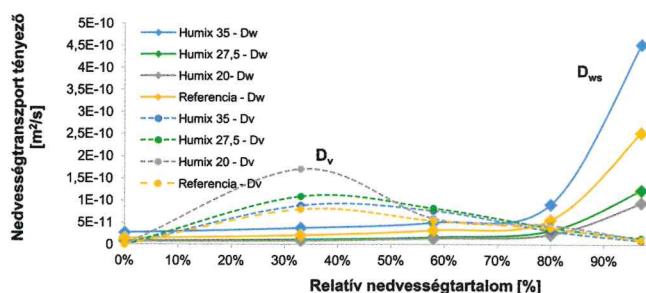 Nedvességtranszport tényező
[m²/s]
5E-10
4,5E-10
4E-10
3,5E-10
3E-10
2,5E-10
2E-10
1,5E-10
1E-10
5E-11
0
Humix 35 - Dw
Humix 27,5 - Dw
Humix 20- Dw
Referencia - Dw
Humix 35 - Dv
Humix 27,5 - Dv
Humix 20 - Dv
Referencia - Dv
Dv
Dws
0% 10% 20% 30% 40% 50% 60% 70% 80% 90%
Relatív nedvességtartalom [%]